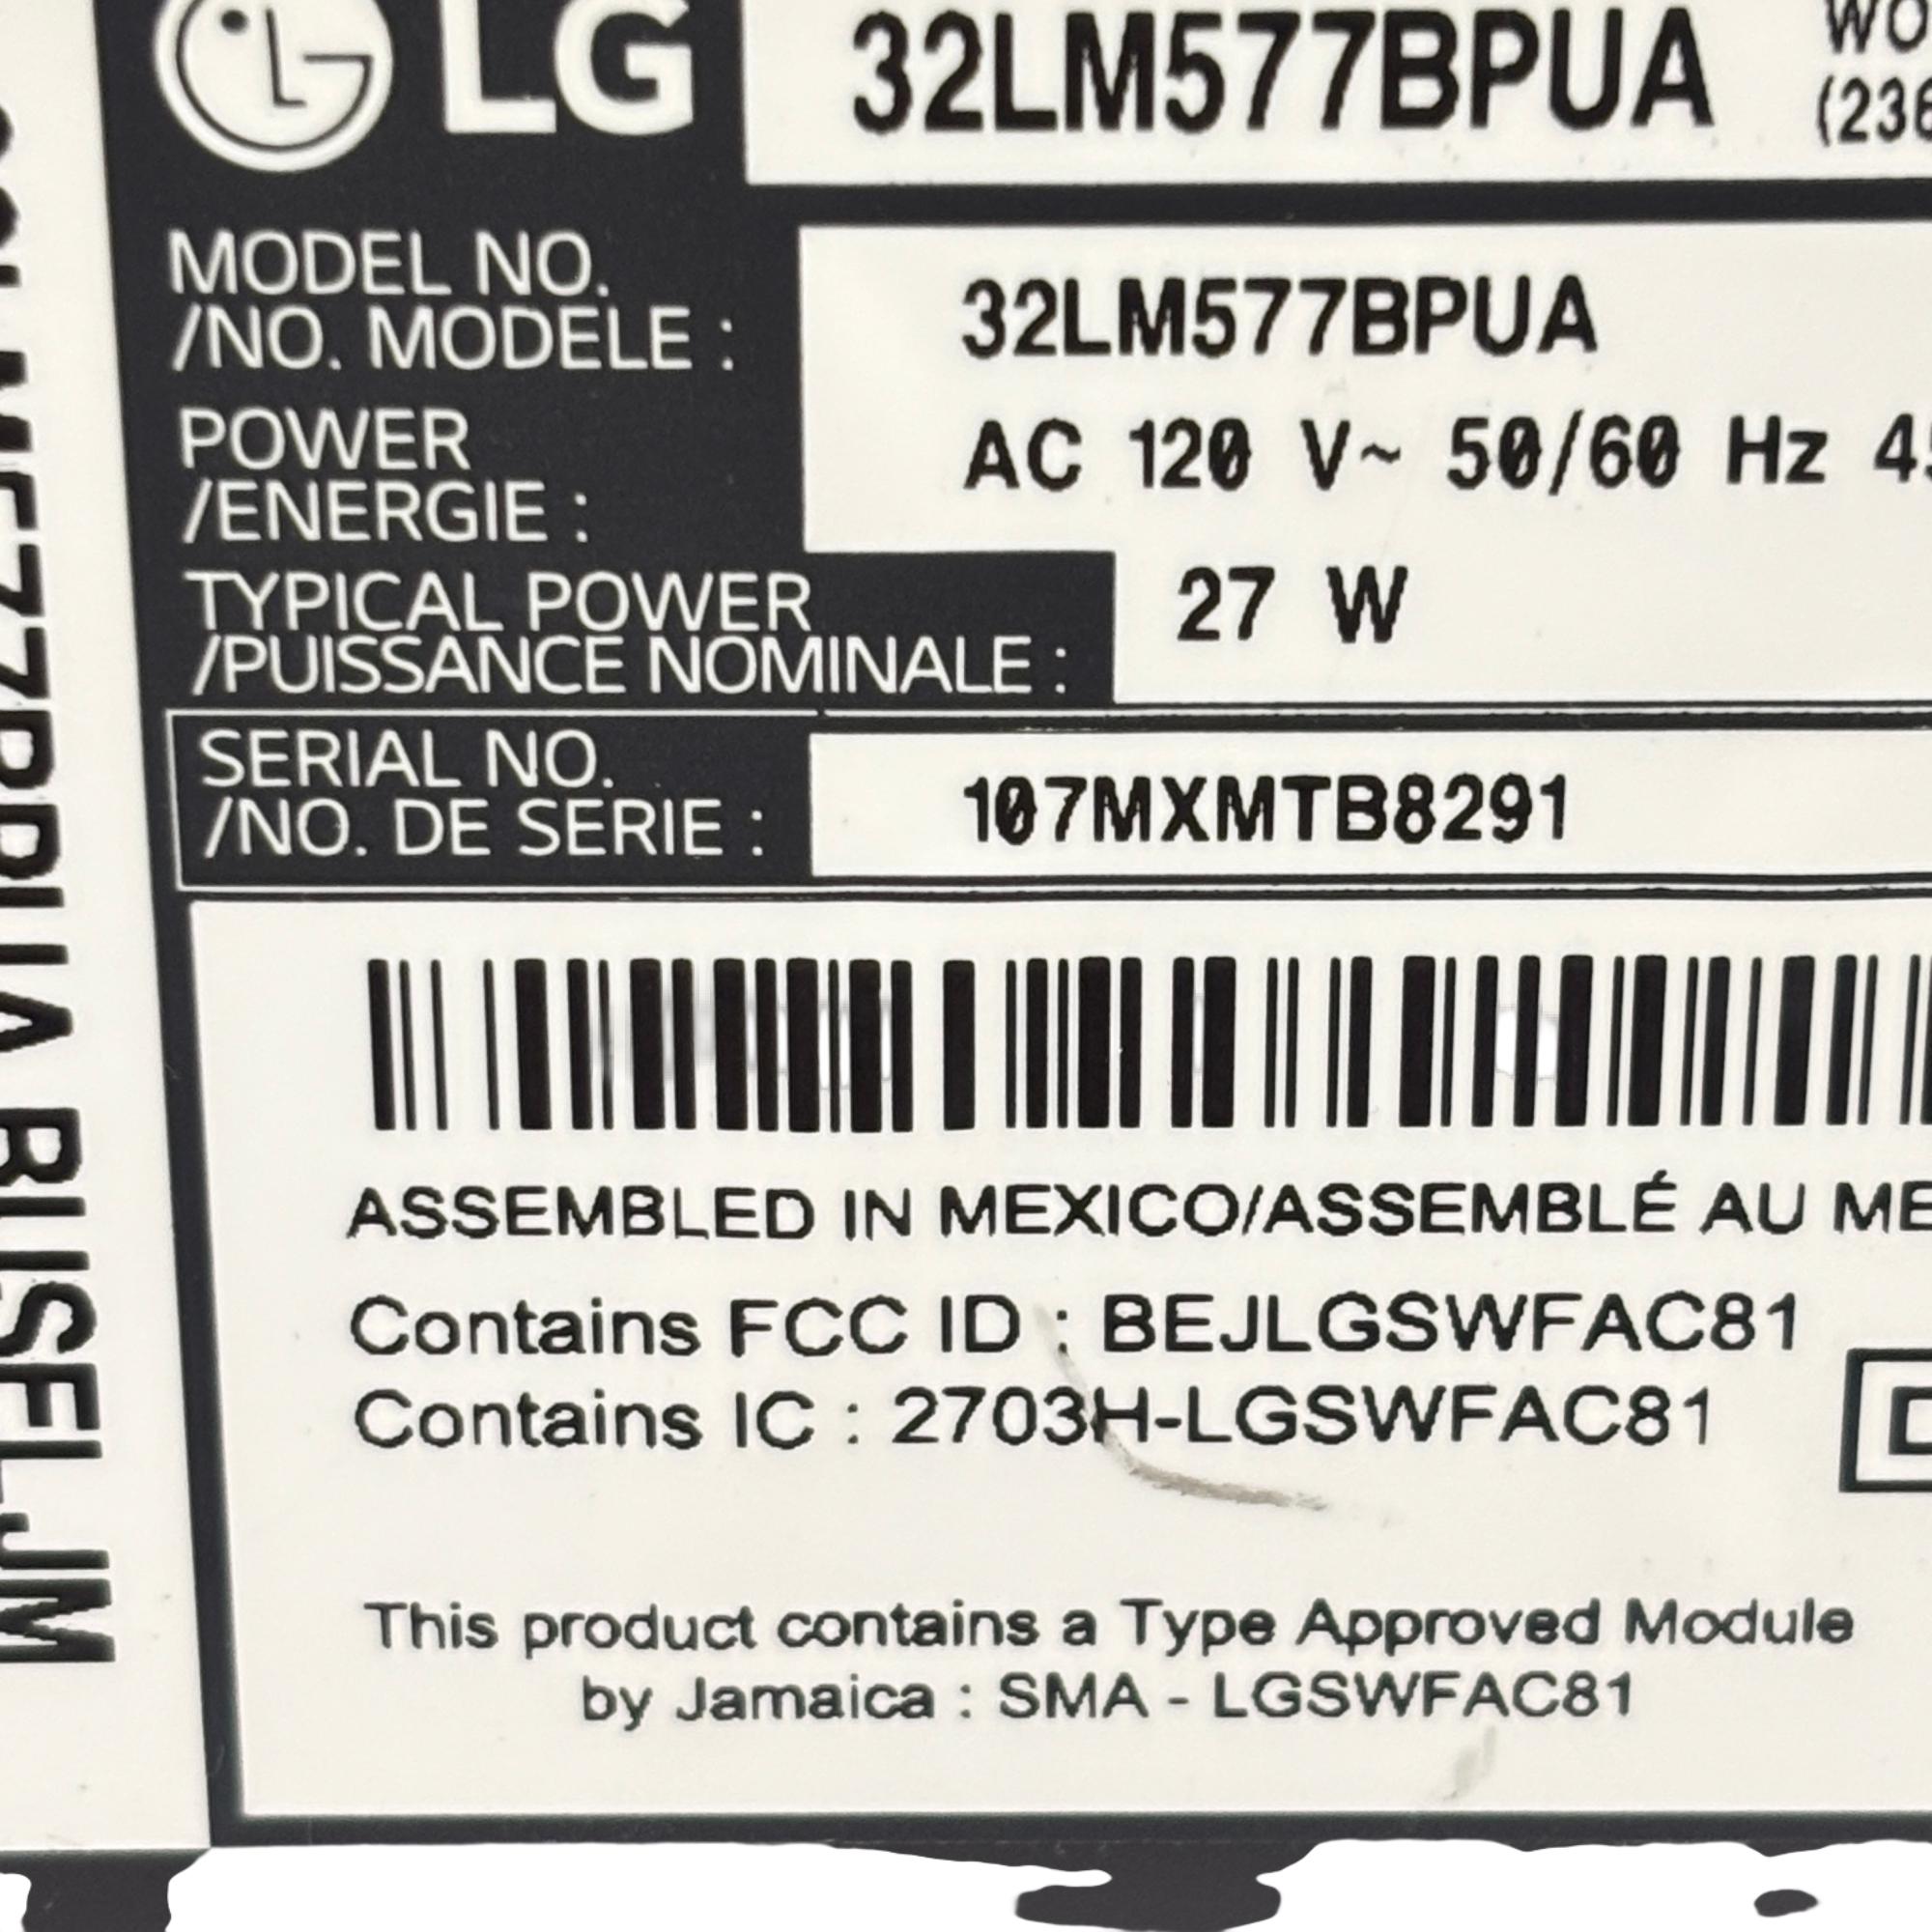 LG 32LM577BPUA
MODEL NO.
/NO. MODELE : 32LM577BPUA
POWER
/ENERGIE : AC 120 V~ 50/60 Hz
TYPICAL POWER
/PUISSANCE NOMINALE : 27 W
SERIAL NO.
/NO. DE SERIE : 107MXMTB8291
ASSEMBLED IN MEXICO/ASSEMBLÉ AU
Contains FCC ID : BEJLGSWFAC81
Contains IC : 2703H-LGSWFAC81
This product contains a Type Approved Module
by Jamaica : SMA - LGSWFAC81